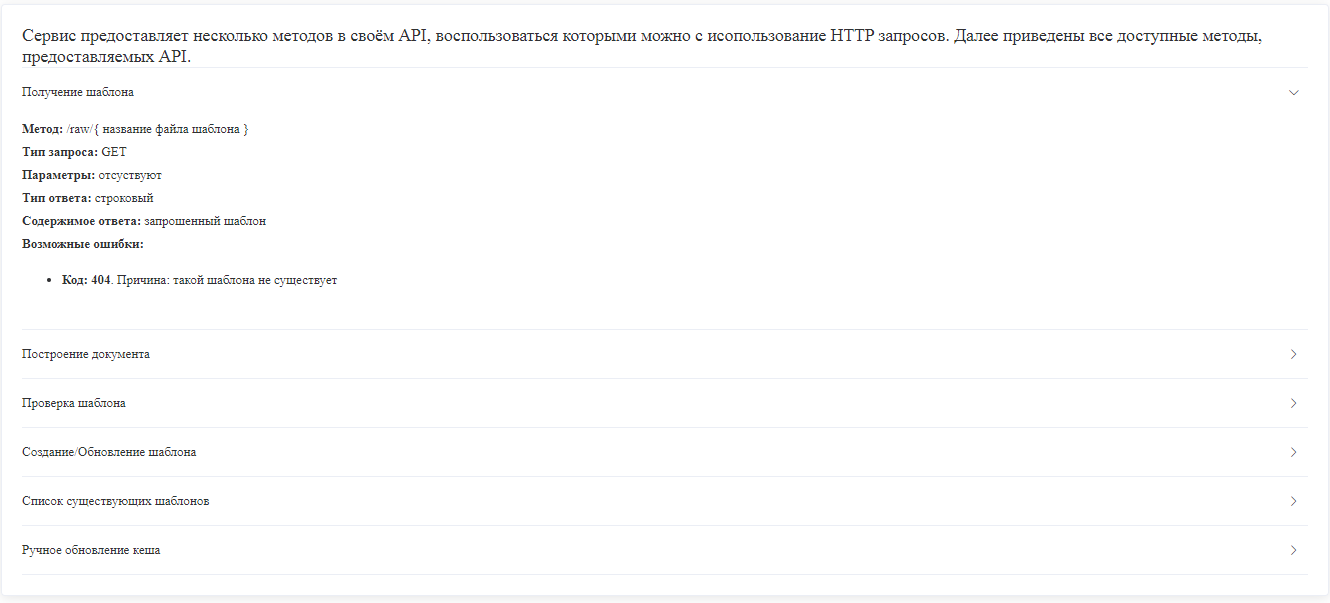 Сервис предоставляет несколько методов в своём API, воспользоваться которыми можно с исопользование HTTP запросов. Далее приведены все доступные методы,
предоставляемых API.
Получение шаблона
Метод: /raw/{ название файла шаблона }
Тип запроса: GET
Параметры: отсуствуют
Тип ответа: строковый
Содержимое ответа: запрошенный шаблон
Возможные ошибки:
• Код: 404. Причина: такой шаблона не существует
Построение документа
Проверка шаблона
Создание/Обновление шаблона
Список существующих шаблонов
Ручное обновление кеша